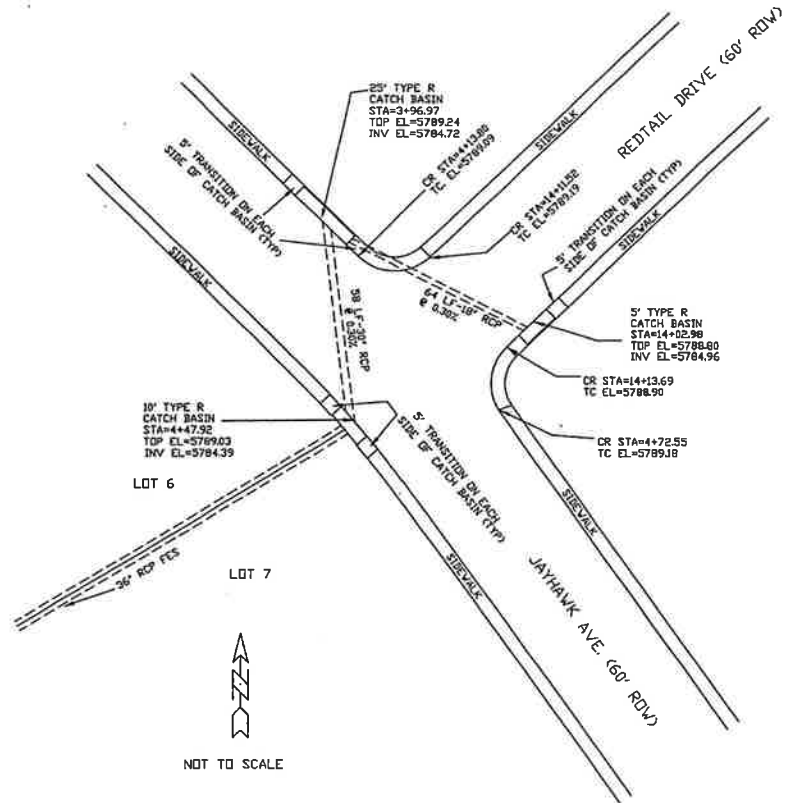 25' TYPE R
CATCH BASIN
STA=3+96.97
TOP EL=5789.24
INV EL=5784.72
SIDEWALK
5' TRANSITION ON EACH
SIDE OF CATCH BASIN (TYP)
CR STA=4+13.80
TC EL=5789.09
SIDEWALK
REDTAIL DRIVE (60' ROW)
CR STA=14+11.52
TC EL=5789.19
5' TRANSITION ON EACH
SIDE OF CATCH BASIN (TYP)
SIDEWALK
SIDEWALK
58 LF-30' RCP
@ 0.30%
64 LF-18' RCP
@ 0.30%
5' TYPE R
CATCH BASIN
STA=14+02.98
TOP EL=5788.80
INV EL=5784.96
CR STA=14+13.69
TC EL=5788.90
10' TYPE R
CATCH BASIN
STA=4+47.92
TOP EL=5789.03
INV EL=5784.39
5' TRANSITION ON EACH
SIDE OF CATCH BASIN (TYP)
CR STA=4+72.55
TC EL=5789.18
LOT 6
SIDEWALK
SIDEWALK
36' RCP FES
LOT 7
JAYHAWK AVE. (60' ROW)
N
NOT TO SCALE